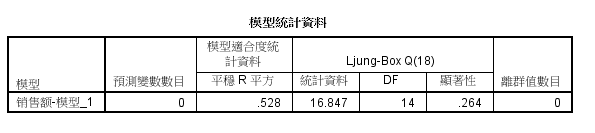 模型統計資料
模型 預測變數數目 模型適合度統計資料 Ljung-Box Q(18) 離群值數目
平穩 R 平方 統計資料 DF 顯著性
销售额-模型_1 0 .528 16.847 14 .264 0